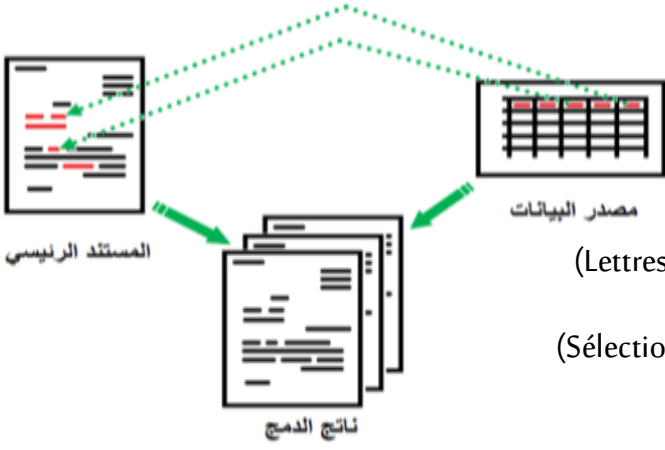 مصدر البيانات
المستند الرئيسي
(Lettres
(Sélectio
ناتج الدمج